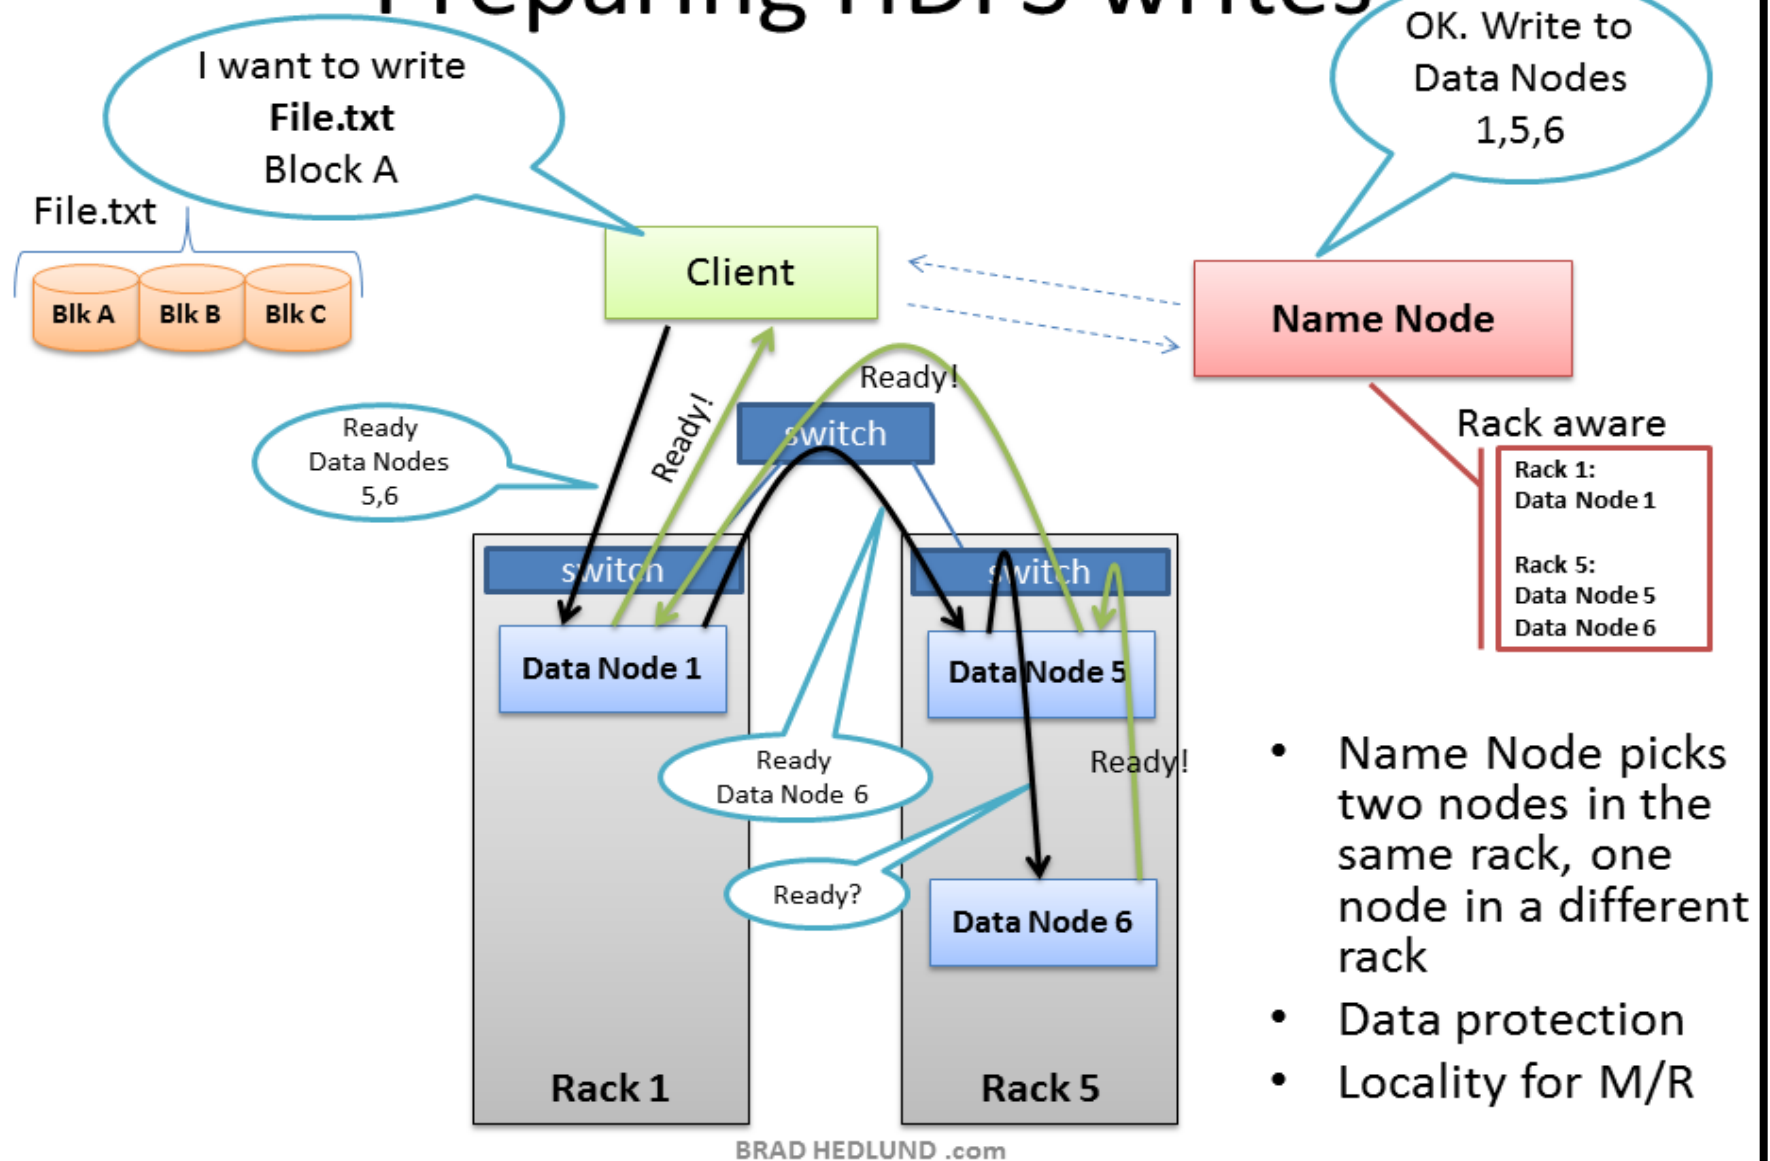 Preparing HDFS writes
I want to write
File.txt
Block A
OK. Write to
Data Nodes
1,5,6
File.txt
Blk A
Blk B
Blk C
Client
Name Node
Ready!
Ready!
switch
Ready
Data Nodes
5,6
Rack aware
Rack 1:
Data Node 1
Rack 5:
Data Node 5
Data Node 6
switch
switch
Data Node 1
Data Node 5
Ready
Data Node 6
Ready!
Ready?
Data Node 6
Rack 1
Rack 5
• Name Node picks
two nodes in the
same rack, one
node in a different
rack
• Data protection
• Locality for M/R
BRAD HEDLUND .com